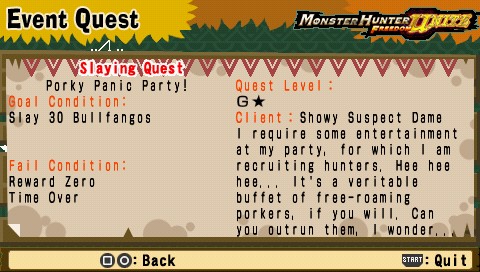 Event Quest
MONSTER HUNTER
FREEDOM UNITE
Slaying Quest
Porky Panic Party!
Goal Condition:
Slay 30 Bullfangos
Fail Condition:
Reward Zero
Time Over
Quest Level:
G★
Client: Showy Suspect Dame
I require some entertainment
at my party, for which I am
recruiting hunters. Hee hee
hee... It's a veritable
buffet of free-roaming
porkers, if you will. Can
you outrun them, I wonder...
□○: Back
START: Quit